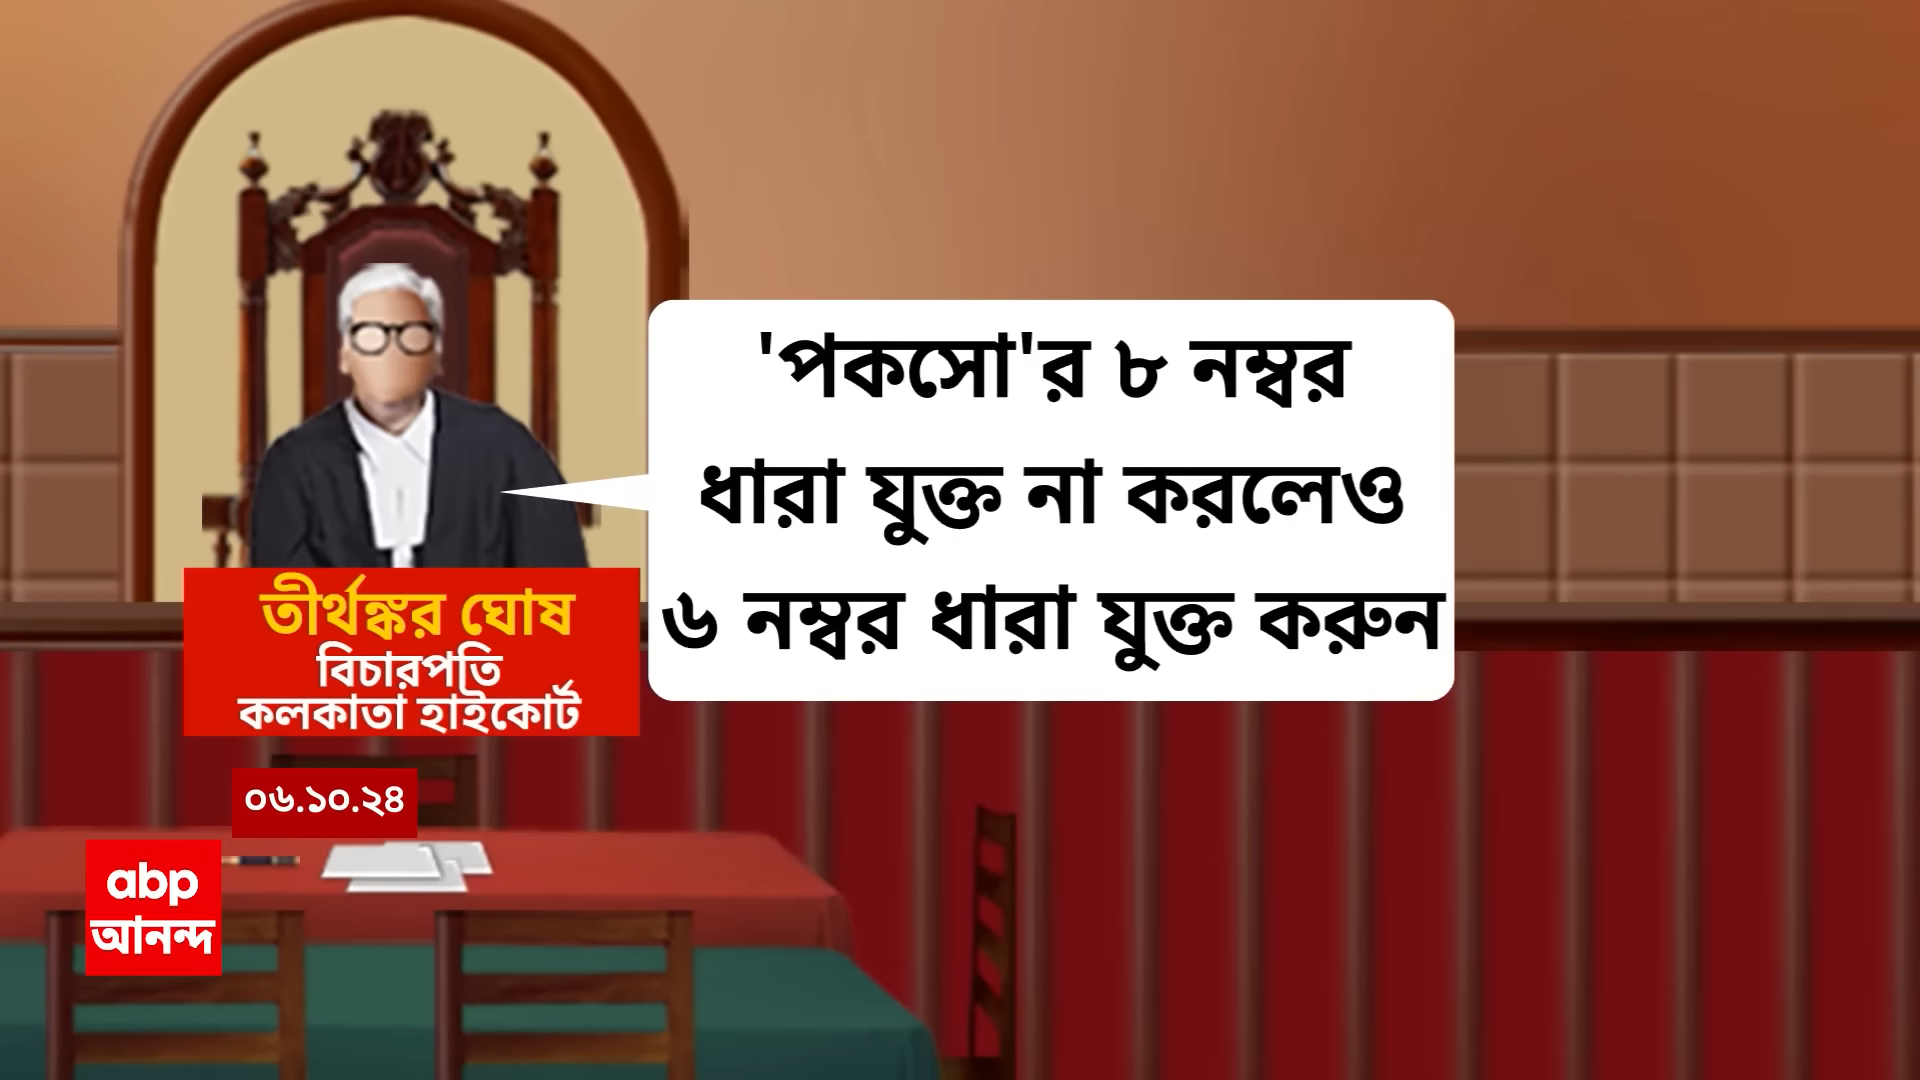 'পকসো'র ৮ নম্বর
ধারা যুক্ত না করলেও
৬ নম্বর ধারা যুক্ত করুন
তীর্থঙ্কর ঘোষ
বিচারপতি
কলকাতা হাইকোর্ট
০৬.১০.২৪
abp
আনন্দ